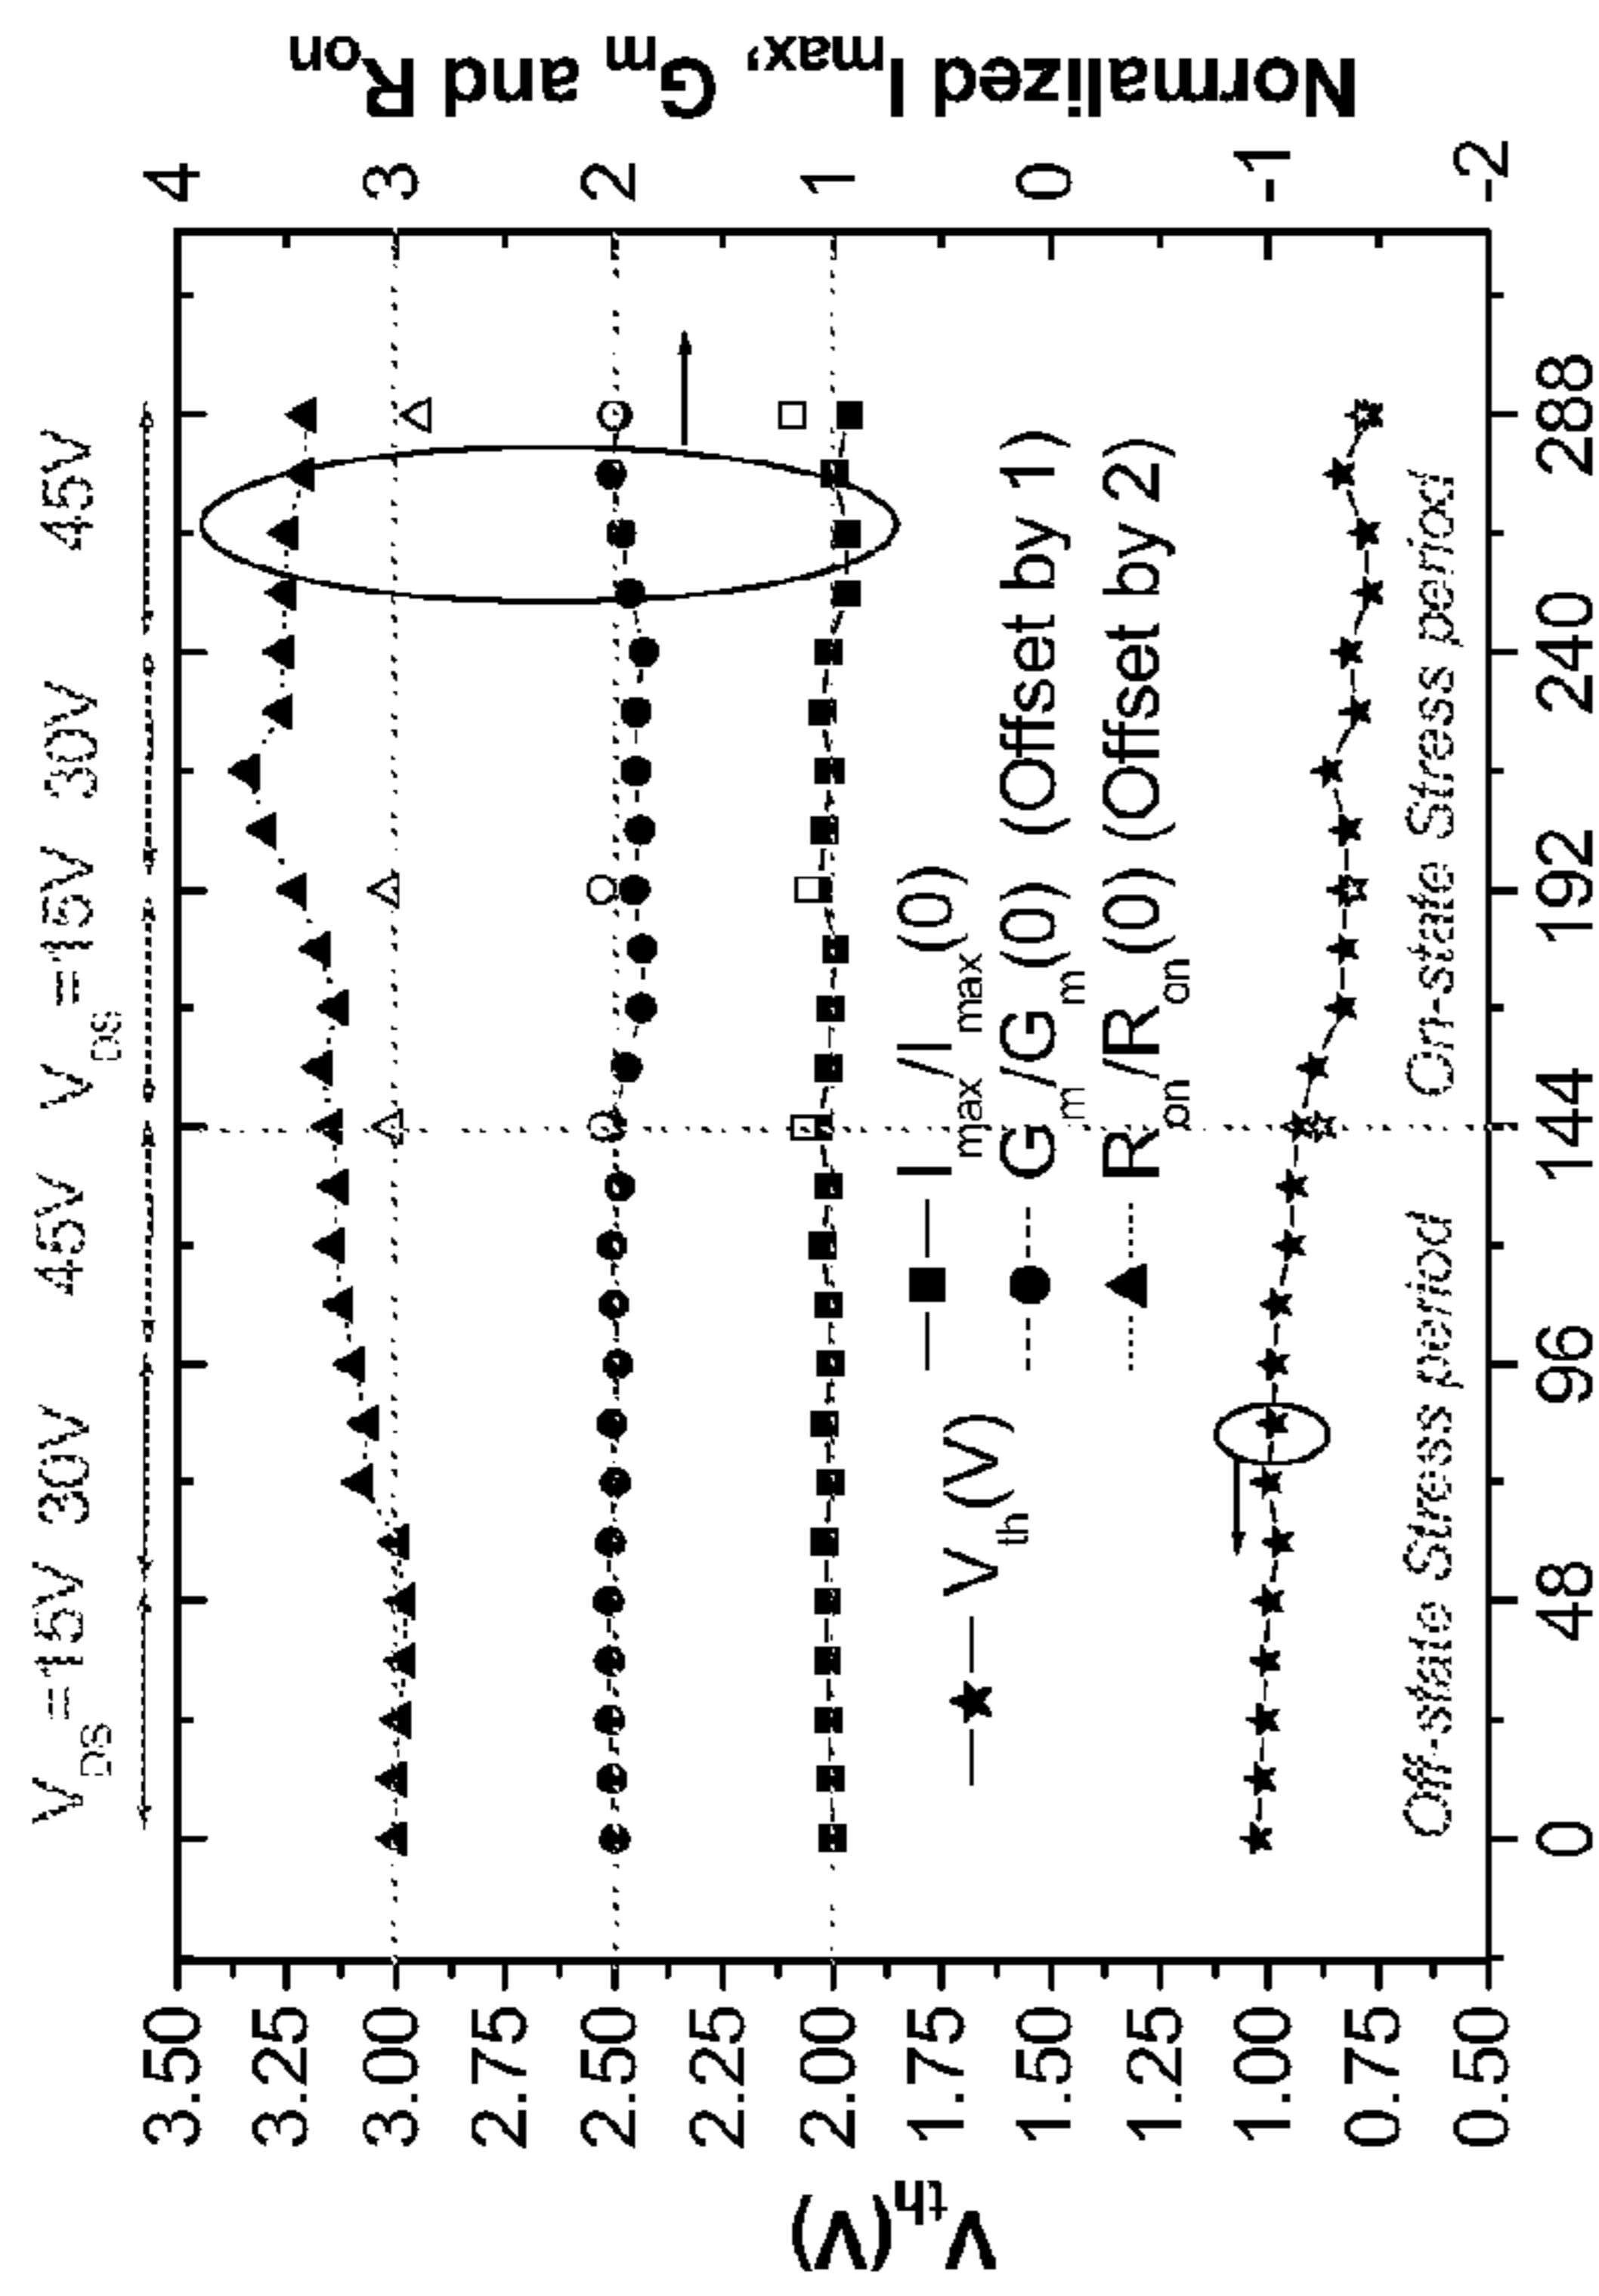 V_DS=15V 30V 45V V_DS=15V 30V 45V
3.50
3.25
3.00
2.75
2.50
2.25
2.00
1.75
1.50
1.25
1.00
0.75
0.50
V_th(V)
4
3
2
1
0
-1
-2
Normalized I_max, G_m and R_on
I_max/I_max(0)
G_m/G_m(0) (Offset by 1)
R_on/R_on(0) (Offset by 2)
V_th(V)
Off-state Stress period On-state Stress period
0 48 96 144 192 240 288